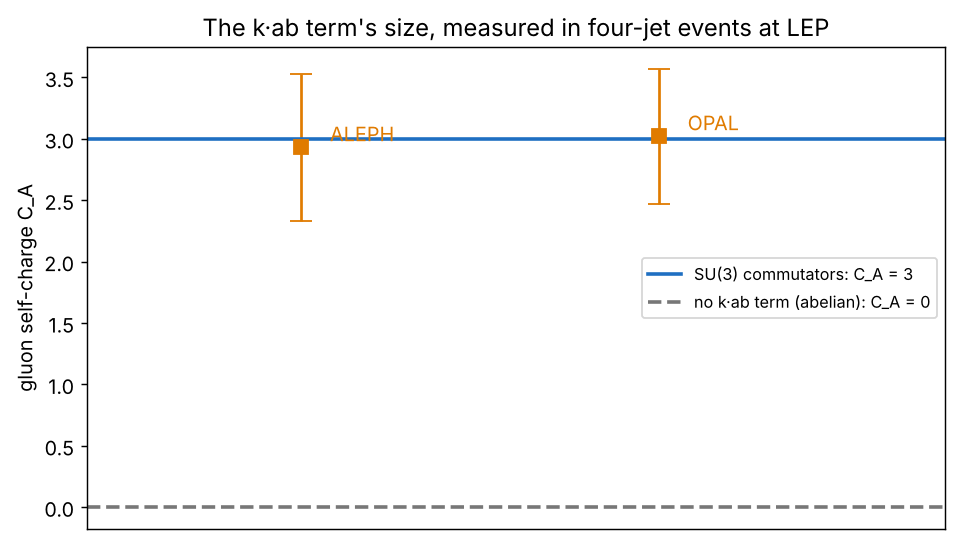 The k·ab term's size, measured in four-jet events at LEP
gluon self-charge C_A
3.5
3.0
2.5
2.0
1.5
1.0
0.5
0.0
ALEPH
OPAL
SU(3) commutators: C_A = 3
no k·ab term (abelian): C_A = 0